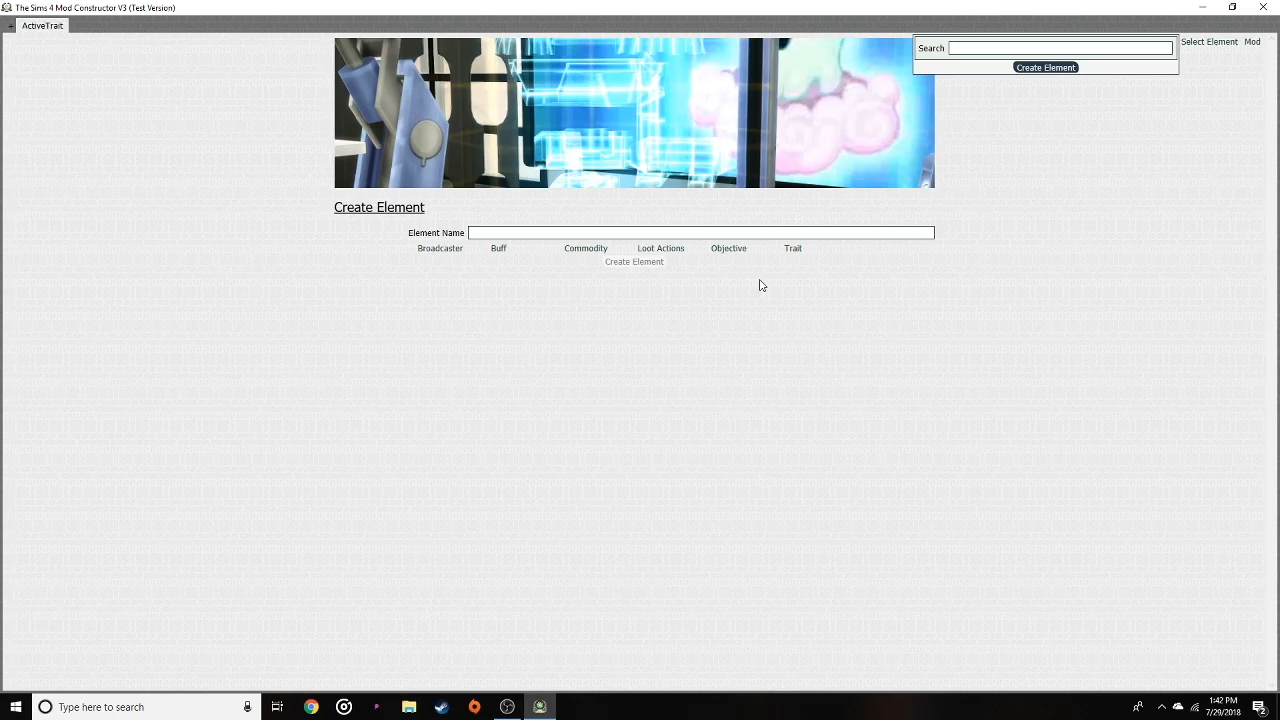 The Sims 4 Mod Constructor V3 (Test Version)
+ ActiveTrait
Search
Select Element Mod
Create Element
Create Element
Element Name
Broadcaster Buff Commodity Loot Actions Objective Trait
Create Element
Type here to search
1:42 PM
7/29/2018
2